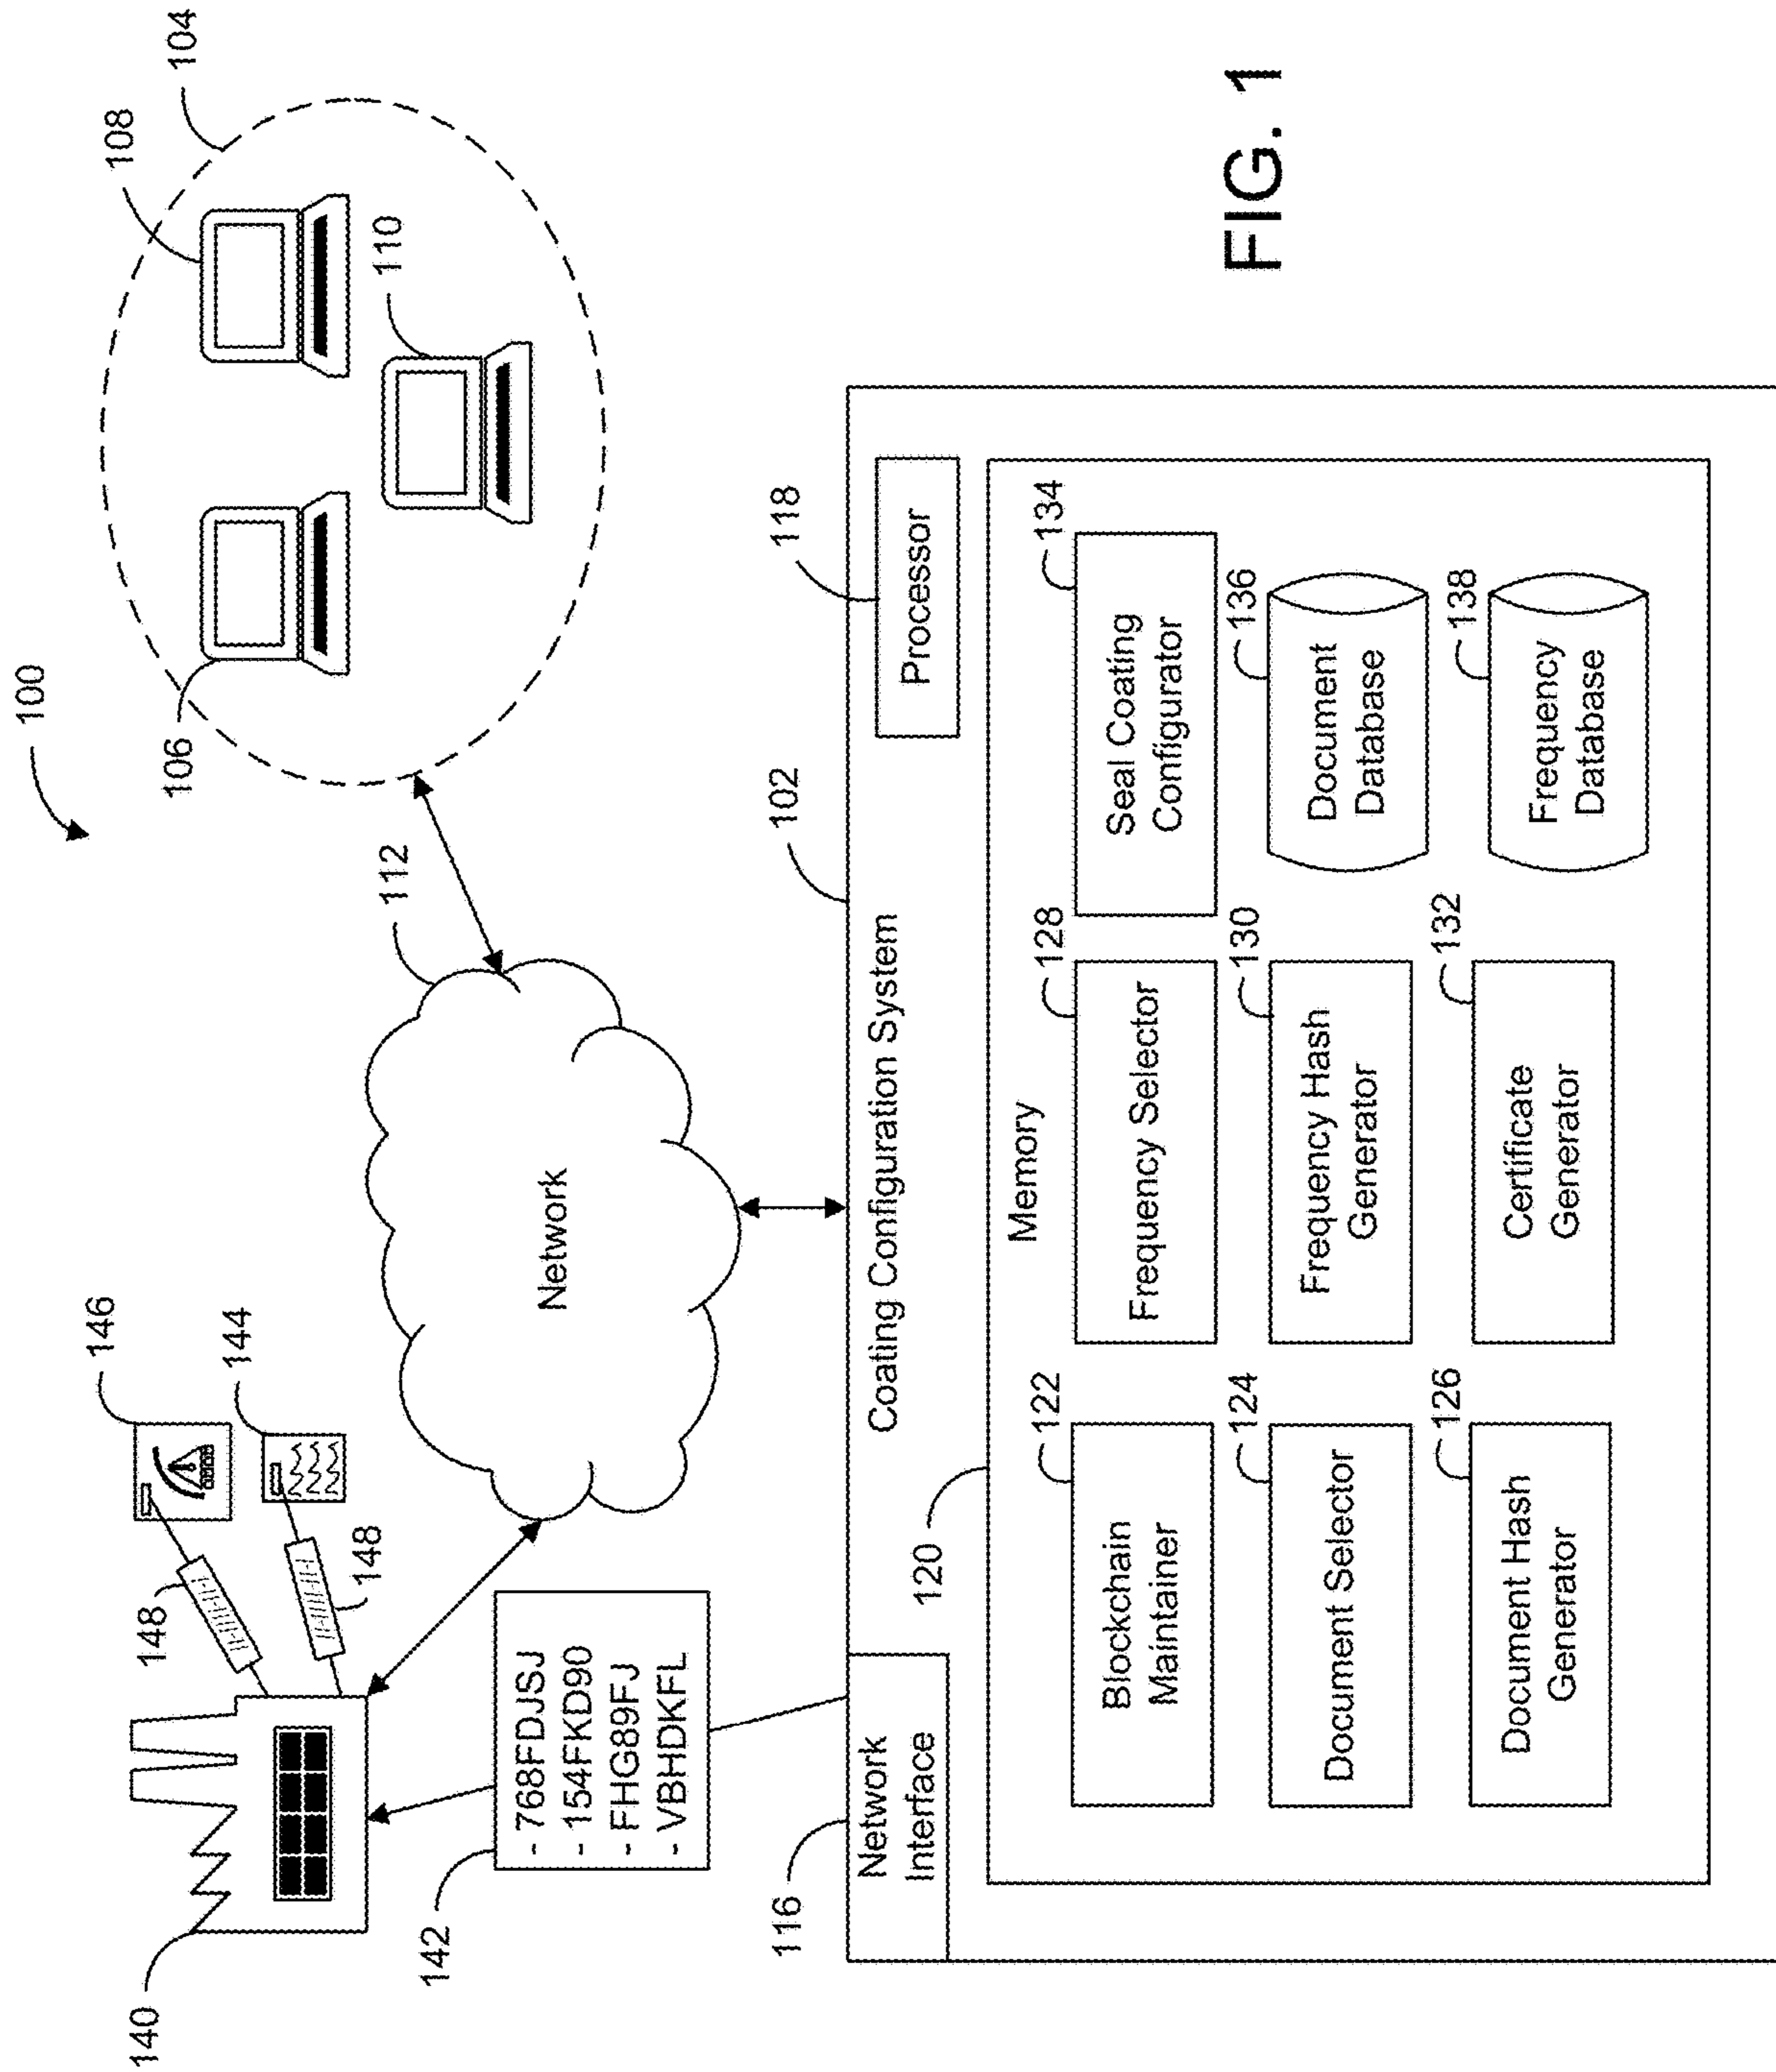 100
104
106
108
110
112
146
144
148
148
140
Network
142
- 768FDJSJ
- 154FKD90
- FHG89FJ
- VBHDKFL
116
Network
Interface
Coating Configuration System
102
118
Processor
120
Memory
122
Blockchain
Maintainer
128
Frequency Selector
134
Seal Coating
Configurator
124
Document Selector
130
Frequency Hash
Generator
136
Document
Database
126
Document Hash
Generator
132
Certificate
Generator
138
Frequency
Database
FIG. 1